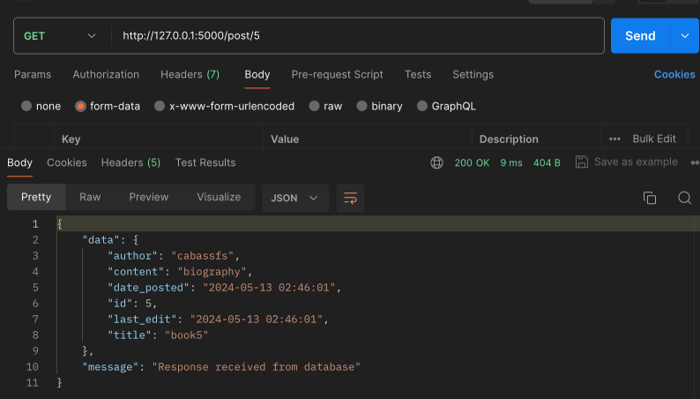 GET http://127.0.0.1:5000/post/5 Send
Params Authorization Headers (7) Body Pre-request Script Tests Settings Cookies
none form-data x-www-form-urlencoded raw binary GraphQL
Key Value Description ••• Bulk Edit
Body Cookies Headers (5) Test Results 200 OK 9 ms 404 B Save as example
Pretty Raw Preview Visualize JSON
1 {
2 "data": {
3 "author": "cabassfs",
4 "content": "biography",
5 "date_posted": "2024-05-13 02:46:01",
6 "id": 5,
7 "last_edit": "2024-05-13 02:46:01",
8 "title": "book5"
9 },
10 "message": "Response received from database"
11 }